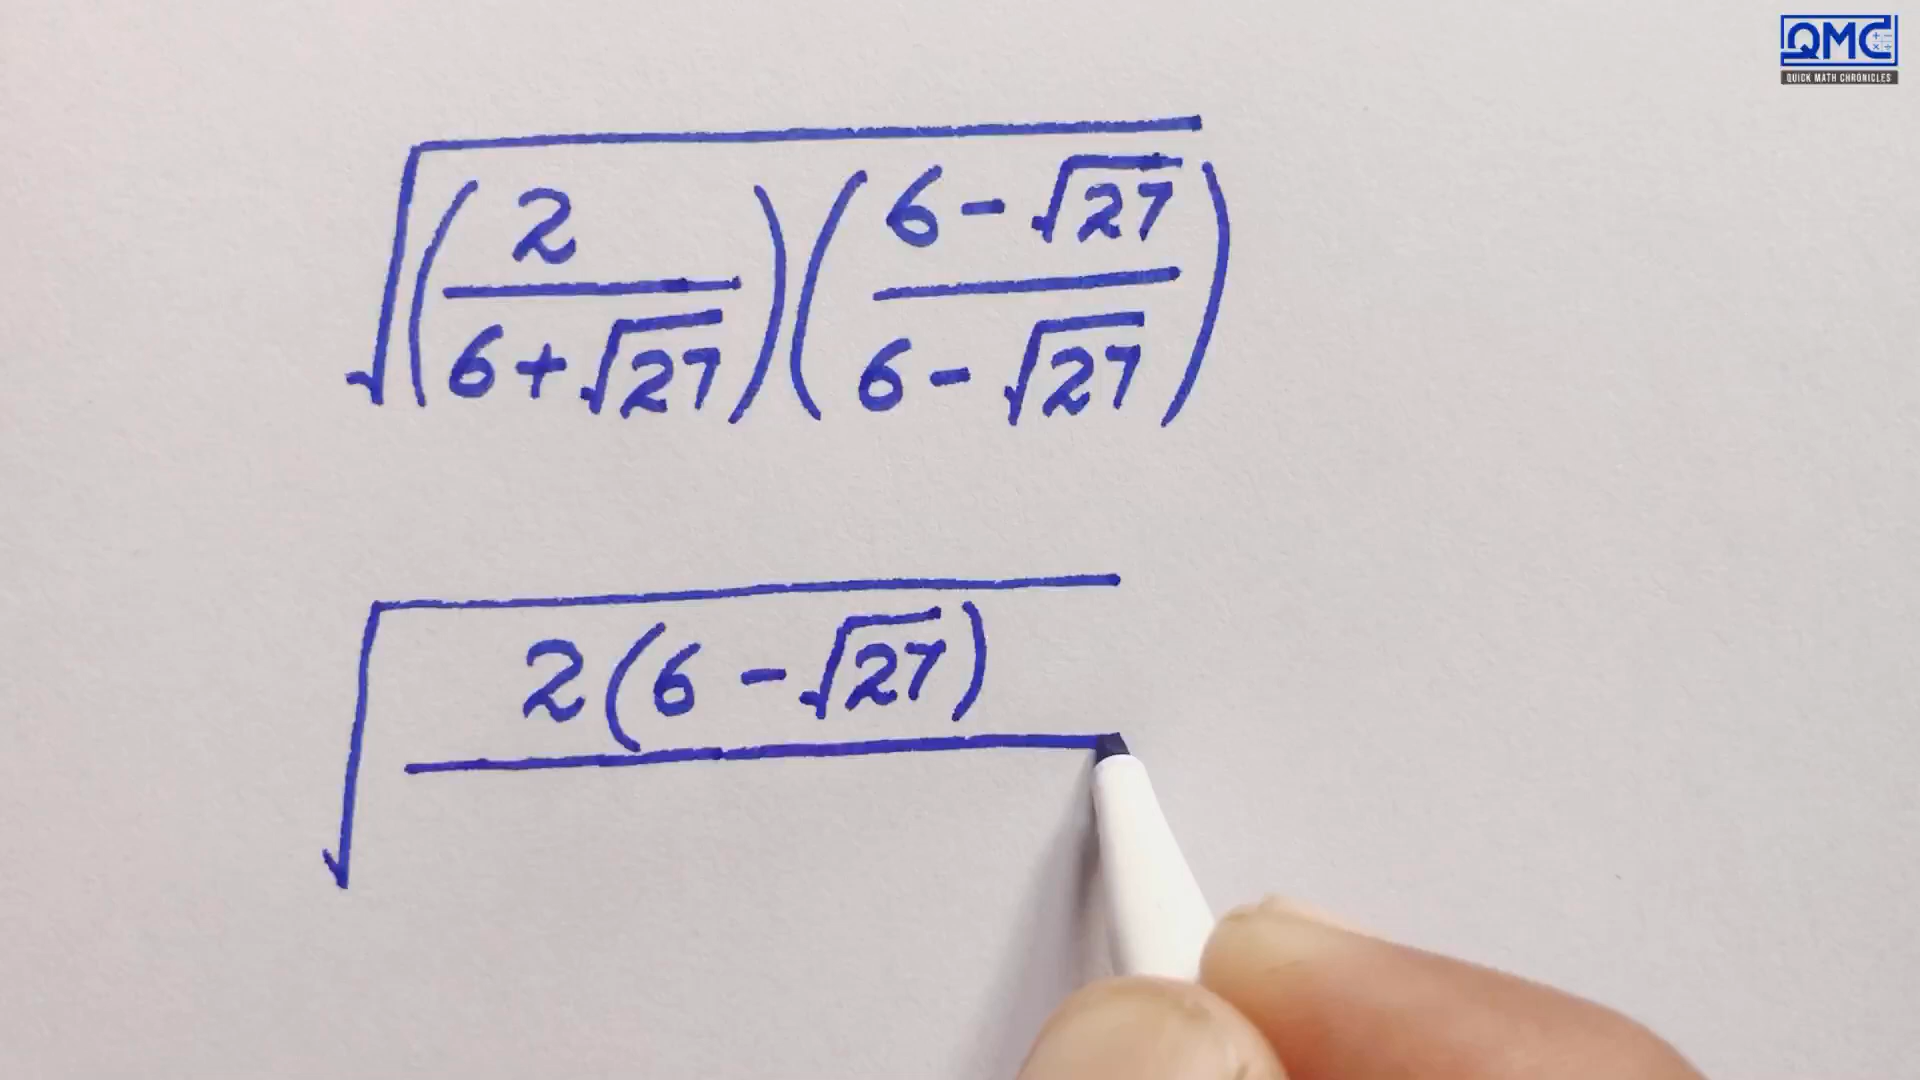 QMC
QUICK MATH CHRONICLES
√((2/(6+√27))((6-√27)/(6-√27)))
√(2(6-√27)/